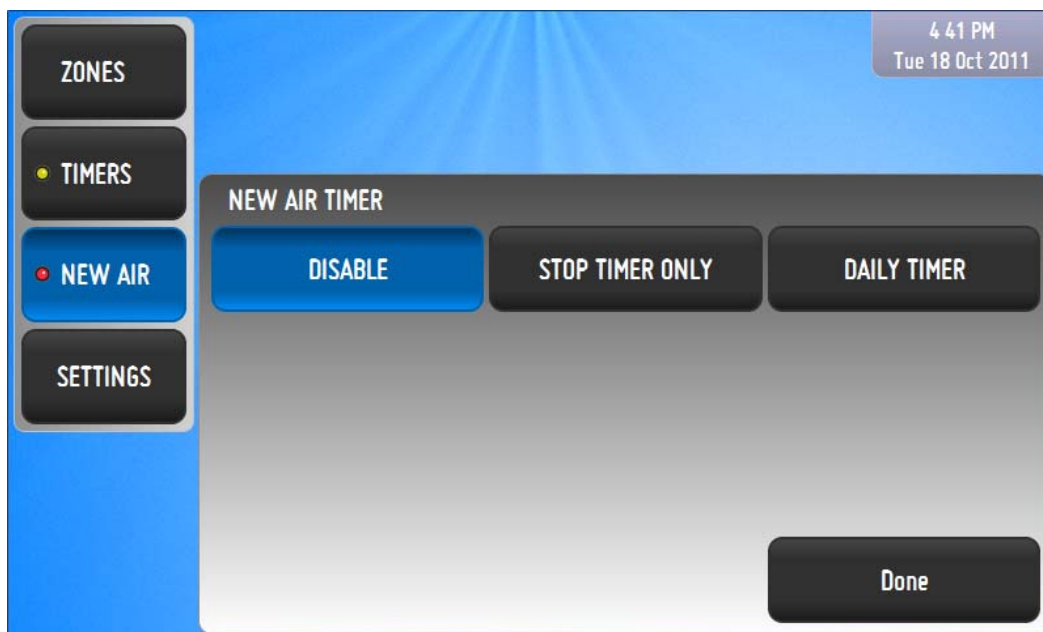 4 41 PM
Tue 18 Oct 2011
ZONES
TIMERS
NEW AIR
SETTINGS
NEW AIR TIMER
DISABLE
STOP TIMER ONLY
DAILY TIMER
Done